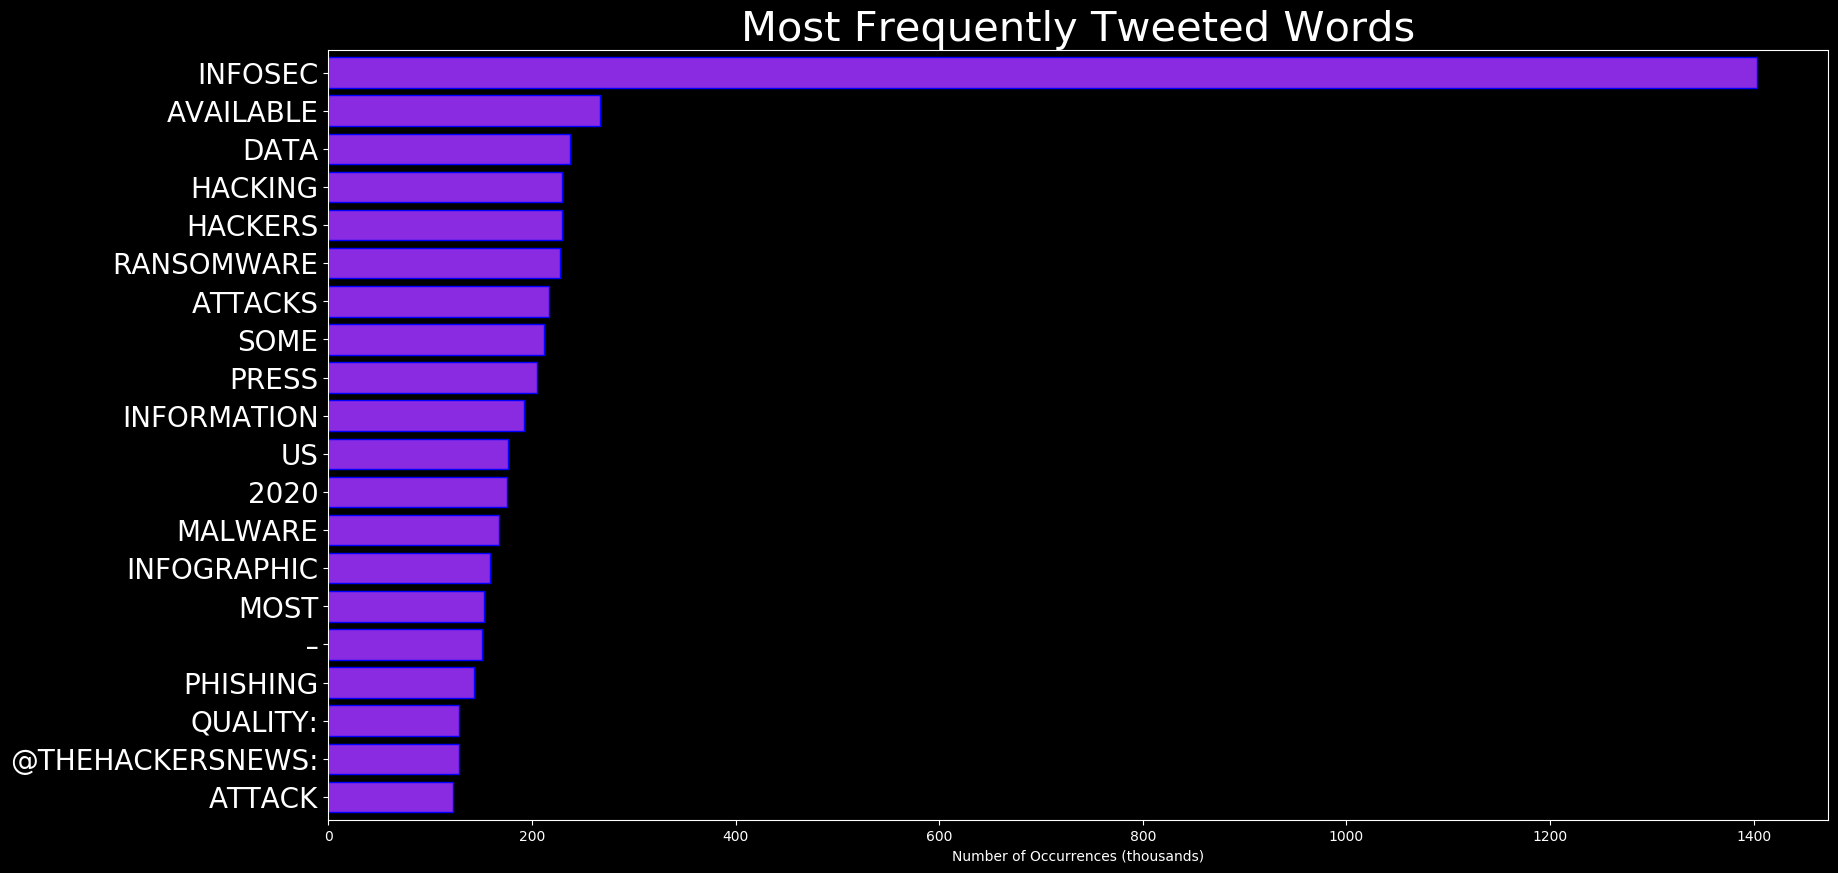 Most Frequently Tweeted Words
INFOSEC
AVAILABLE
DATA
HACKING
HACKERS
RANSOMWARE
ATTACKS
SOME
PRESS
INFORMATION
US
2020
MALWARE
INFOGRAPHIC
MOST
–
PHISHING
QUALITY:
@THEHACKERSNEWS:
ATTACK
0 200 400 600 800 1000 1200 1400
Number of Occurrences (thousands)